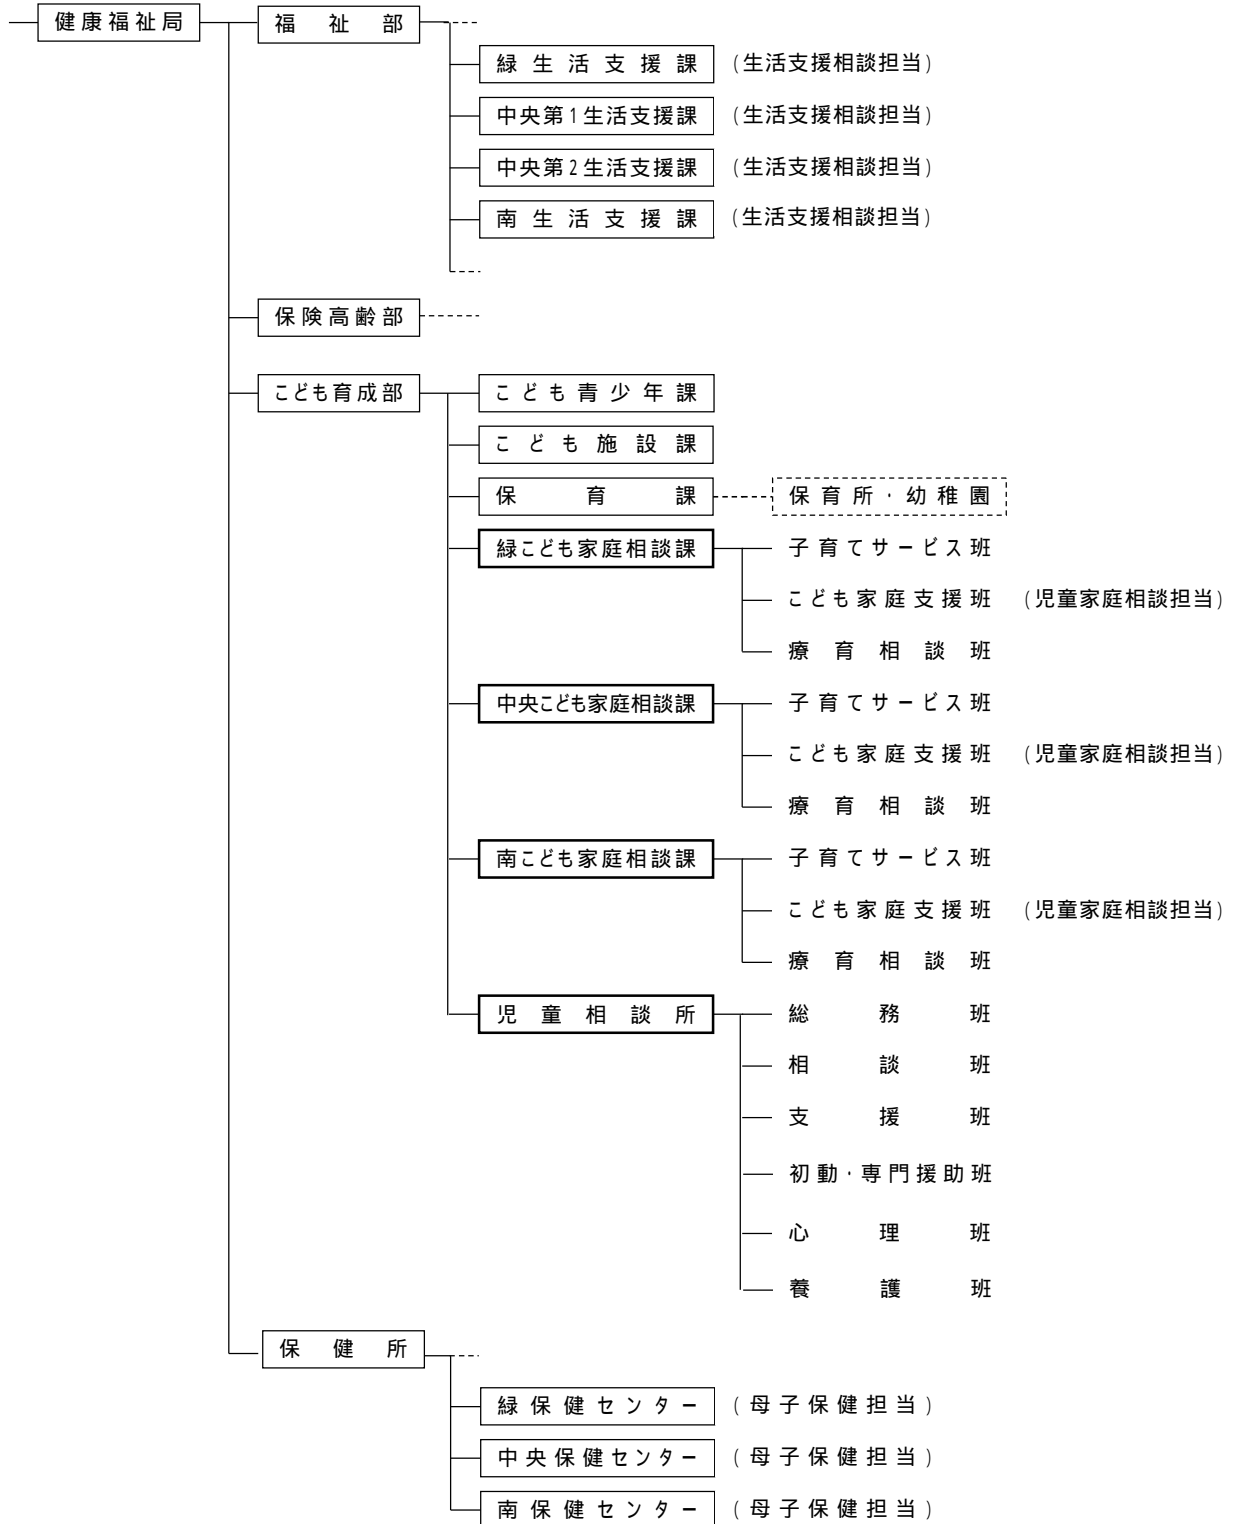 健康福祉局 福祉部
緑生活支援課 (生活支援相談担当)
中央第1生活支援課 (生活支援相談担当)
中央第2生活支援課 (生活支援相談担当)
南生活支援課 (生活支援相談担当)
保険高齢部
こども育成部 こども青少年課
こども施設課
保育課 保育所・幼稚園
緑こども家庭相談課 子育てサービス班
こども家庭支援班 (児童家庭相談担当)
療育相談班
中央こども家庭相談課 子育てサービス班
こども家庭支援班 (児童家庭相談担当)
療育相談班
南こども家庭相談課 子育てサービス班
こども家庭支援班 (児童家庭相談担当)
療育相談班
児童相談所 総務班
相談班
支援班
初動・専門援助班
心理班
養護班
保健所
緑保健センター (母子保健担当)
中央保健センター (母子保健担当)
南保健センター (母子保健担当)